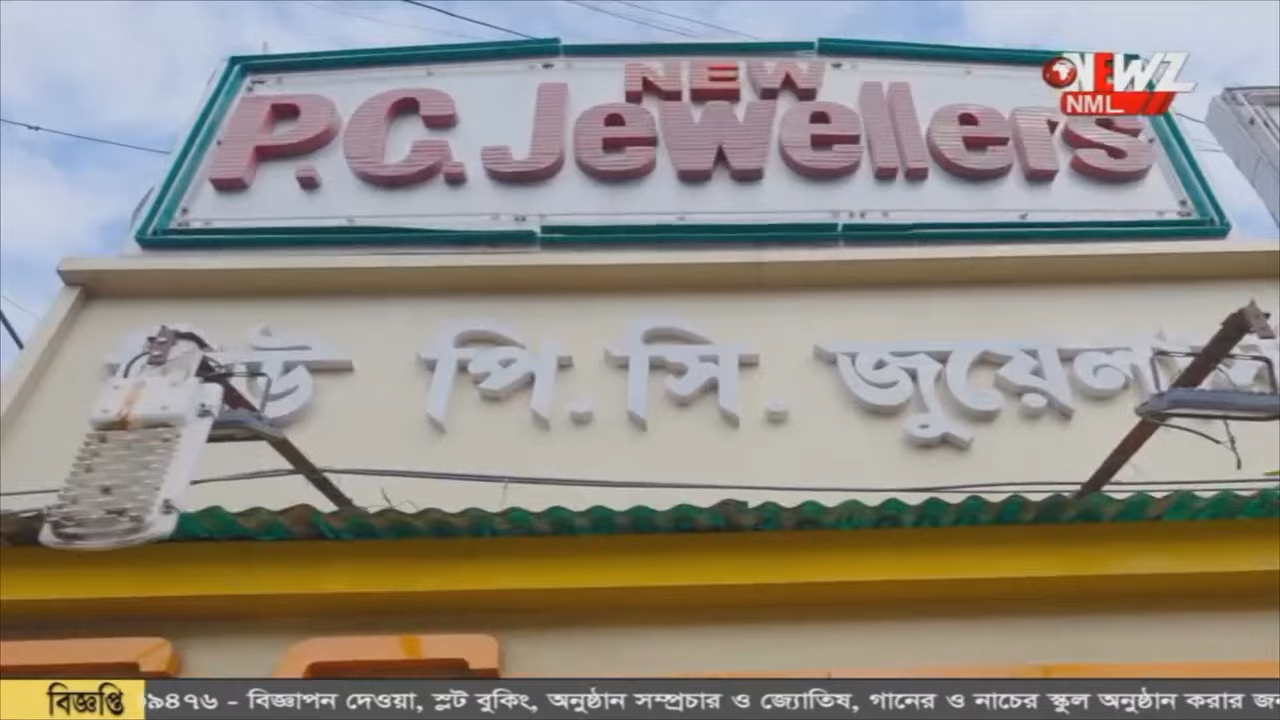 NEW
P.C. Jewellers
NEWZ
NML
উ পি.সি. জুয়েল
বিজ্ঞপ্তি
৯৪৭৬ - বিজ্ঞাপন দেওয়া, স্লট বুকিং, অনুষ্ঠান সম্প্রচার ও জ্যোতিষ, গানের ও নাচের স্কুল অনুষ্ঠান করার